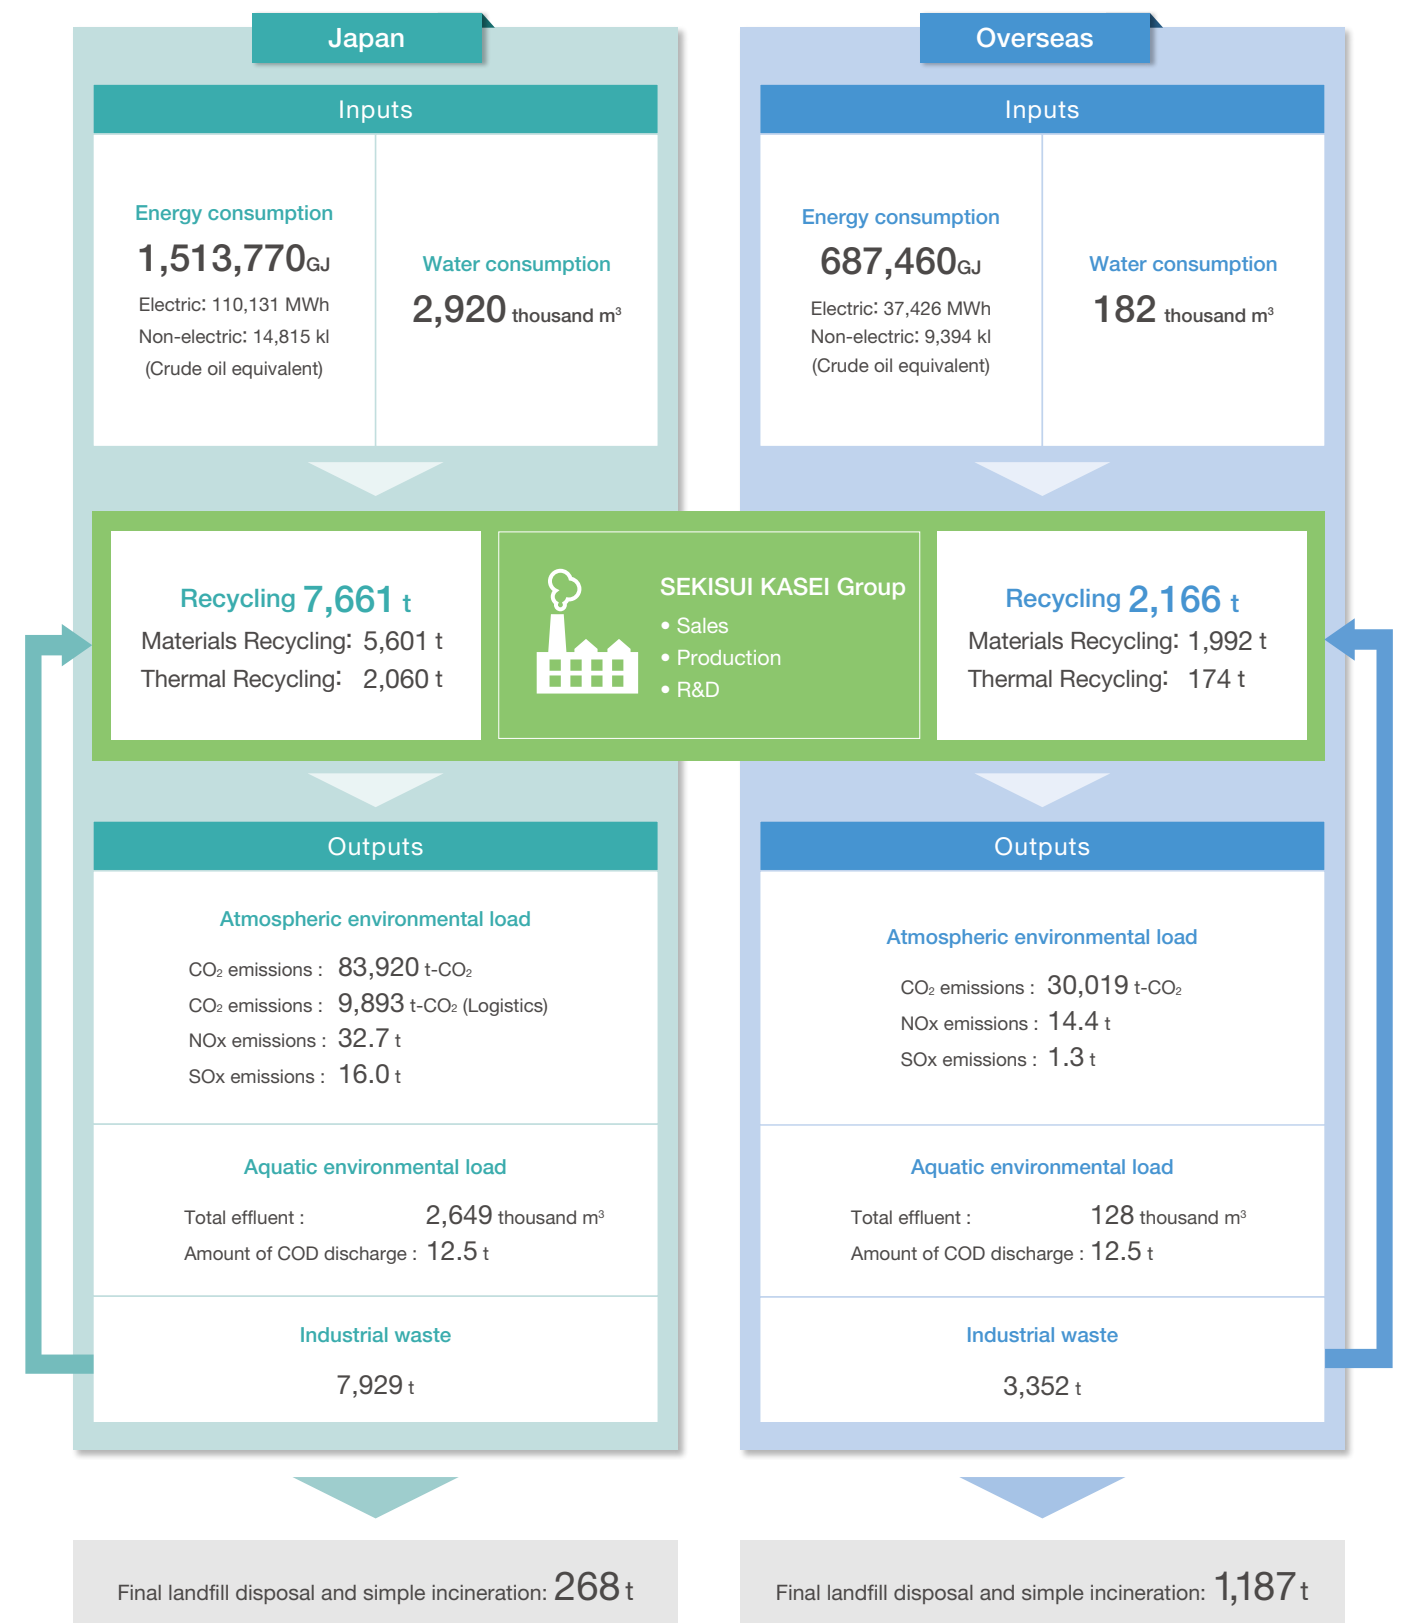 Japan
Inputs
Energy consumption
1,513,770GJ
Electric: 110,131 MWh
Non-electric: 14,815 kl
(Crude oil equivalent)
Water consumption
2,920 thousand m³
Overseas
Inputs
Energy consumption
687,460GJ
Electric: 37,426 MWh
Non-electric: 9,394 kl
(Crude oil equivalent)
Water consumption
182 thousand m³
Recycling 7,661 t
Materials Recycling: 5,601 t
Thermal Recycling: 2,060 t
SEKISUI KASEI Group
• Sales
• Production
• R&D
Recycling 2,166 t
Materials Recycling: 1,992 t
Thermal Recycling: 174 t
Outputs
Atmospheric environmental load
CO₂ emissions : 83,920 t-CO₂
CO₂ emissions : 9,893 t-CO₂ (Logistics)
NOx emissions : 32.7 t
SOx emissions : 16.0 t
Aquatic environmental load
Total effluent : 2,649 thousand m³
Amount of COD discharge : 12.5 t
Industrial waste
7,929 t
Final landfill disposal and simple incineration: 268 t
Outputs
Atmospheric environmental load
CO₂ emissions : 30,019 t-CO₂
NOx emissions : 14.4 t
SOx emissions : 1.3 t
Aquatic environmental load
Total effluent : 128 thousand m³
Amount of COD discharge : 12.5 t
Industrial waste
3,352 t
Final landfill disposal and simple incineration: 1,187 t